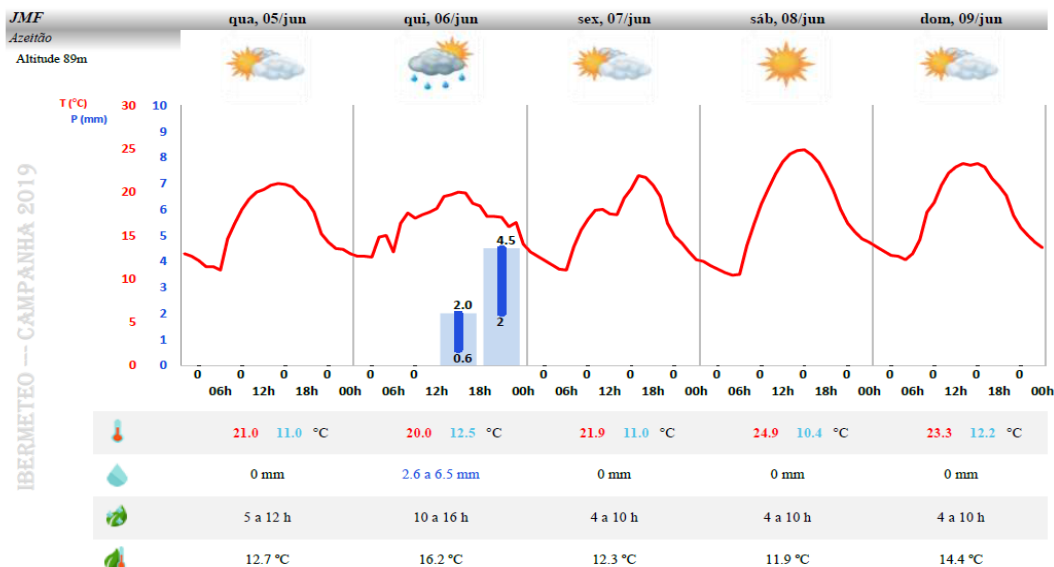 JMF qua, 05/jun qui, 06/jun sex, 07/jun sáb, 08/jun dom, 09/jun
Azeitão
Altitude 89m
T (°C) 30 10
P (mm)
9
25 8
20 7
6
15 5
4
10 3
5 2
1
0 0
4.5
2.0
2
0.6
0 0 0 0 0 0 0 0 0 0 0 0 0 0 0 0 0 0
06h 12h 18h 00h 06h 12h 18h 00h 06h 12h 18h 00h 06h 12h 18h 00h 06h 12h 18h 00h
21.0 11.0 °C 20.0 12.5 °C 21.9 11.0 °C 24.9 10.4 °C 23.3 12.2 °C
0 mm 2.6 a 6.5 mm 0 mm 0 mm 0 mm
5 a 12 h 10 a 16 h 4 a 10 h 4 a 10 h 4 a 10 h
12.7 ºC 16.2 ºC 12.3 ºC 11.9 ºC 14.4 ºC
IBERMETEO –- CAMPANHA 2019